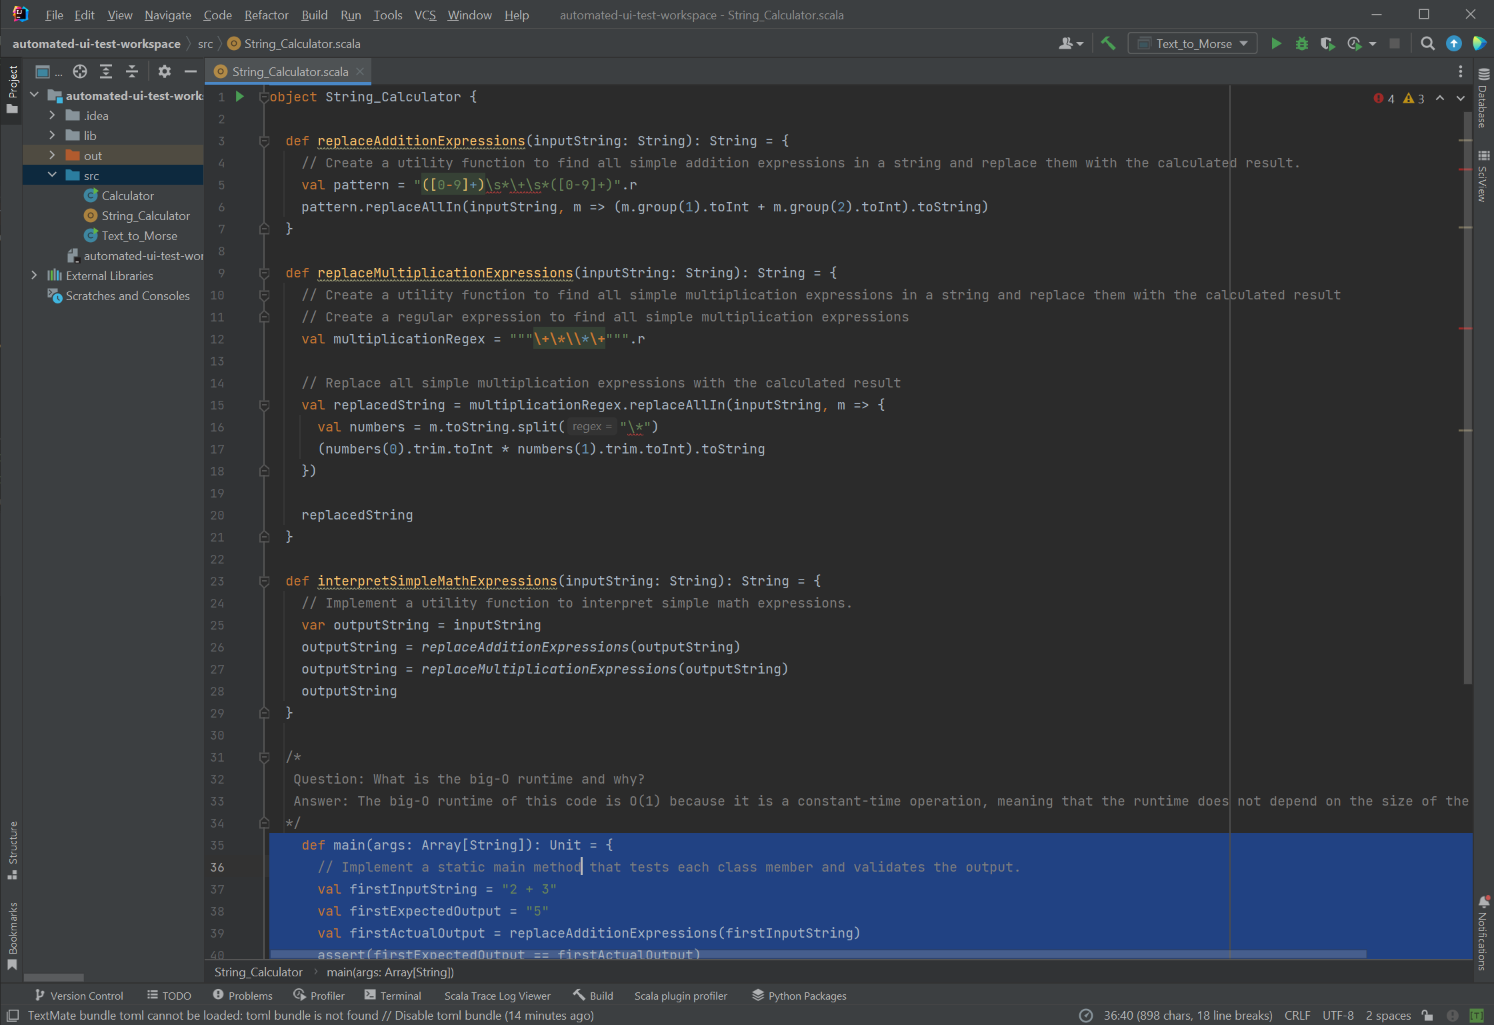 File Edit View Navigate Code Refactor Build Run Tools VCS Window Help automated-ui-test-workspace - String_Calculator.scala
automated-ui-test-workspace src String_Calculator.scala Text_to_Morse
Project ... String_Calculator.scala
automated-ui-test-work
.idea
lib
out
src
Calculator
String_Calculator
Text_to_Morse
automated-ui-test-wor
External Libraries
Scratches and Consoles
4 3
1 object String_Calculator {
2
3 def replaceAdditionExpressions(inputString: String): String = {
4 // Create a utility function to find all simple addition expressions in a string and replace them with the calculated result.
5 val pattern = "([0-9]+)\s*\+\s*([0-9]+)".r
6 pattern.replaceAllIn(inputString, m => (m.group(1).toInt + m.group(2).toInt).toString)
7 }
8
9 def replaceMultiplicationExpressions(inputString: String): String = {
10 // Create a utility function to find all simple multiplication expressions in a string and replace them with the calculated result
11 // Create a regular expression to find all simple multiplication expressions
12 val multiplicationRegex = """\+\*\\*\+""".r
13
14 // Replace all simple multiplication expressions with the calculated result
15 val replacedString = multiplicationRegex.replaceAllIn(inputString, m => {
16 val numbers = m.toString.split( regex = "\*")
17 (numbers(0).trim.toInt * numbers(1).trim.toInt).toString
18 })
19
20 replacedString
21 }
22
23 def interpretSimpleMathExpressions(inputString: String): String = {
24 // Implement a utility function to interpret simple math expressions.
25 var outputString = inputString
26 outputString = replaceAdditionExpressions(outputString)
27 outputString = replaceMultiplicationExpressions(outputString)
28 outputString
29 }
30
31 /*
32 Question: What is the big-O runtime and why?
33 Answer: The big-O runtime of this code is O(1) because it is a constant-time operation, meaning that the runtime does not depend on the size of the
34 */
35 def main(args: Array[String]): Unit = {
36 // Implement a static main method that tests each class member and validates the output.
37 val firstInputString = "2 + 3"
38 val firstExpectedOutput = "5"
39 val firstActualOutput = replaceAdditionExpressions(firstInputString)
40 assert(firstExpectedOutput == firstActualOutput)
Database
SciView
Notifications
Structure
Bookmarks
String_Calculator main(args: Array[String])
Version Control TODO Problems Profiler Terminal Scala Trace Log Viewer Build Scala plugin profiler Python Packages
TextMate bundle toml cannot be loaded: toml bundle is not found // Disable toml bundle (14 minutes ago) 36:40 (898 chars, 18 line breaks) CRLF UTF-8 2 spaces